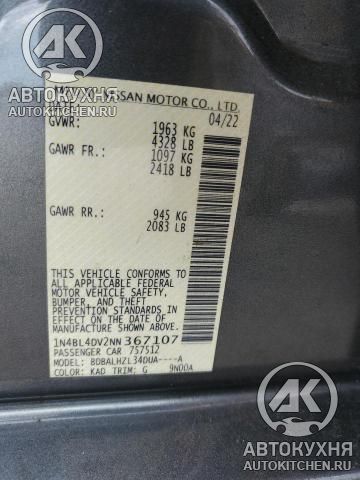 АВТОКУХНЯ
AUTOKITCHEN.RU
NISSAN MOTOR CO., LTD.
04/22
GVWR: 1963 KG
4328 LB
GAWR FR.: 1097 KG
2418 LB
GAWR RR.: 945 KG
2083 LB
THIS VEHICLE CONFORMS
TO ALL APPLICABLE FEDERAL
MOTOR VEHICLE SAFETY,
BUMPER, AND THEFT PREVENTION
STANDARDS IN EFFECT ON THE
DATE OF MANUFACTURE SHOWN
ABOVE.
1N4BL4DV2NN367107
PASSENGER CAR 757512
MODEL: BDBALHZL34DUA----A
COLOR: KAD TRIM: G 9N00A
АВТОКУХНЯ
AUTOKITCHEN.RU